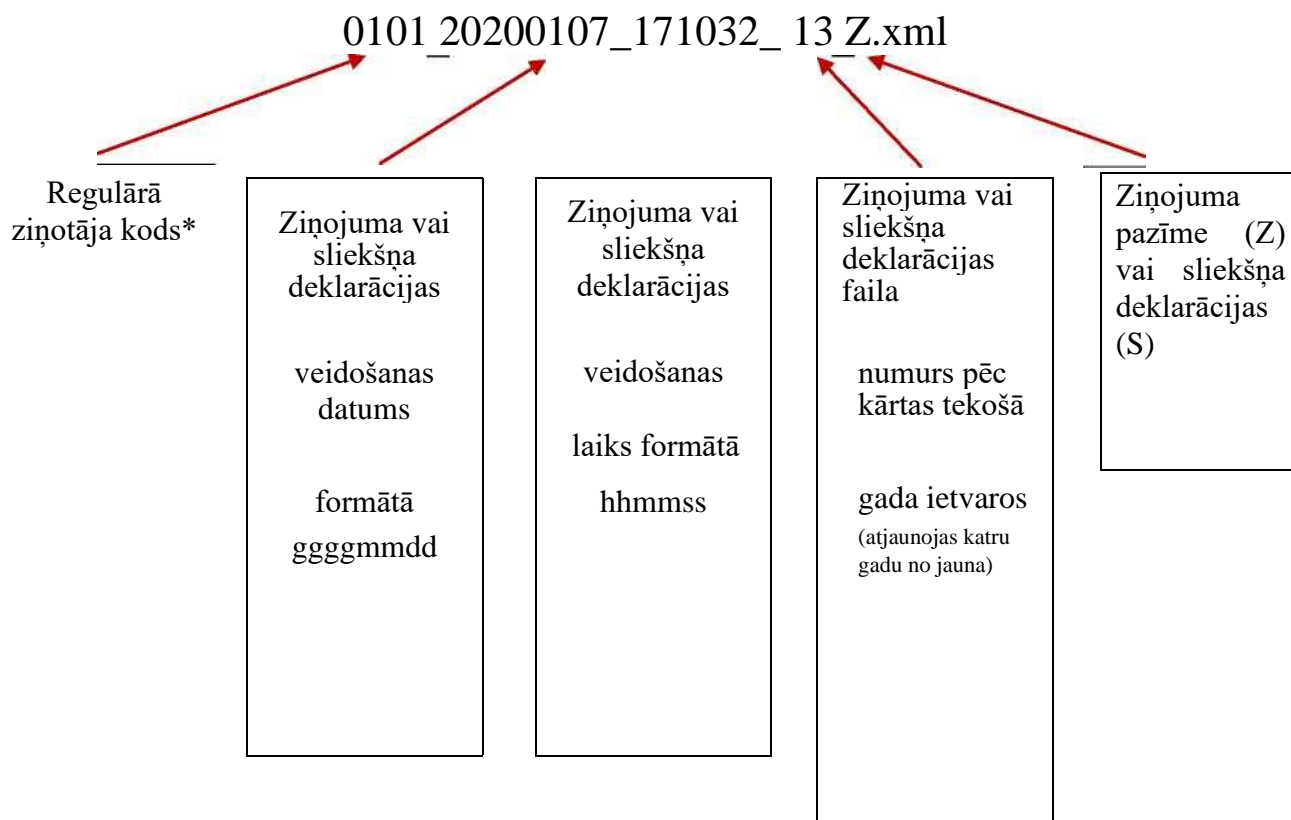 0101_20200107_171032_ 13_Z.xml
Regulārā
ziņotāja kods*
Ziņojuma vai
sliekšņa
deklarācijas
veidošanas
datums
formātā
ggggmmdd
Ziņojuma vai
sliekšņa
deklarācijas
veidošanas
laiks formātā
hhmmss
Ziņojuma vai
sliekšņa
deklarācijas
faila
numurs pēc
kārtas tekošā
gada ietvaros
(atjaunojas katru
gadu no jauna)
Ziņojuma
pazīme (Z)
vai sliekšņa
deklarācijas
(S)